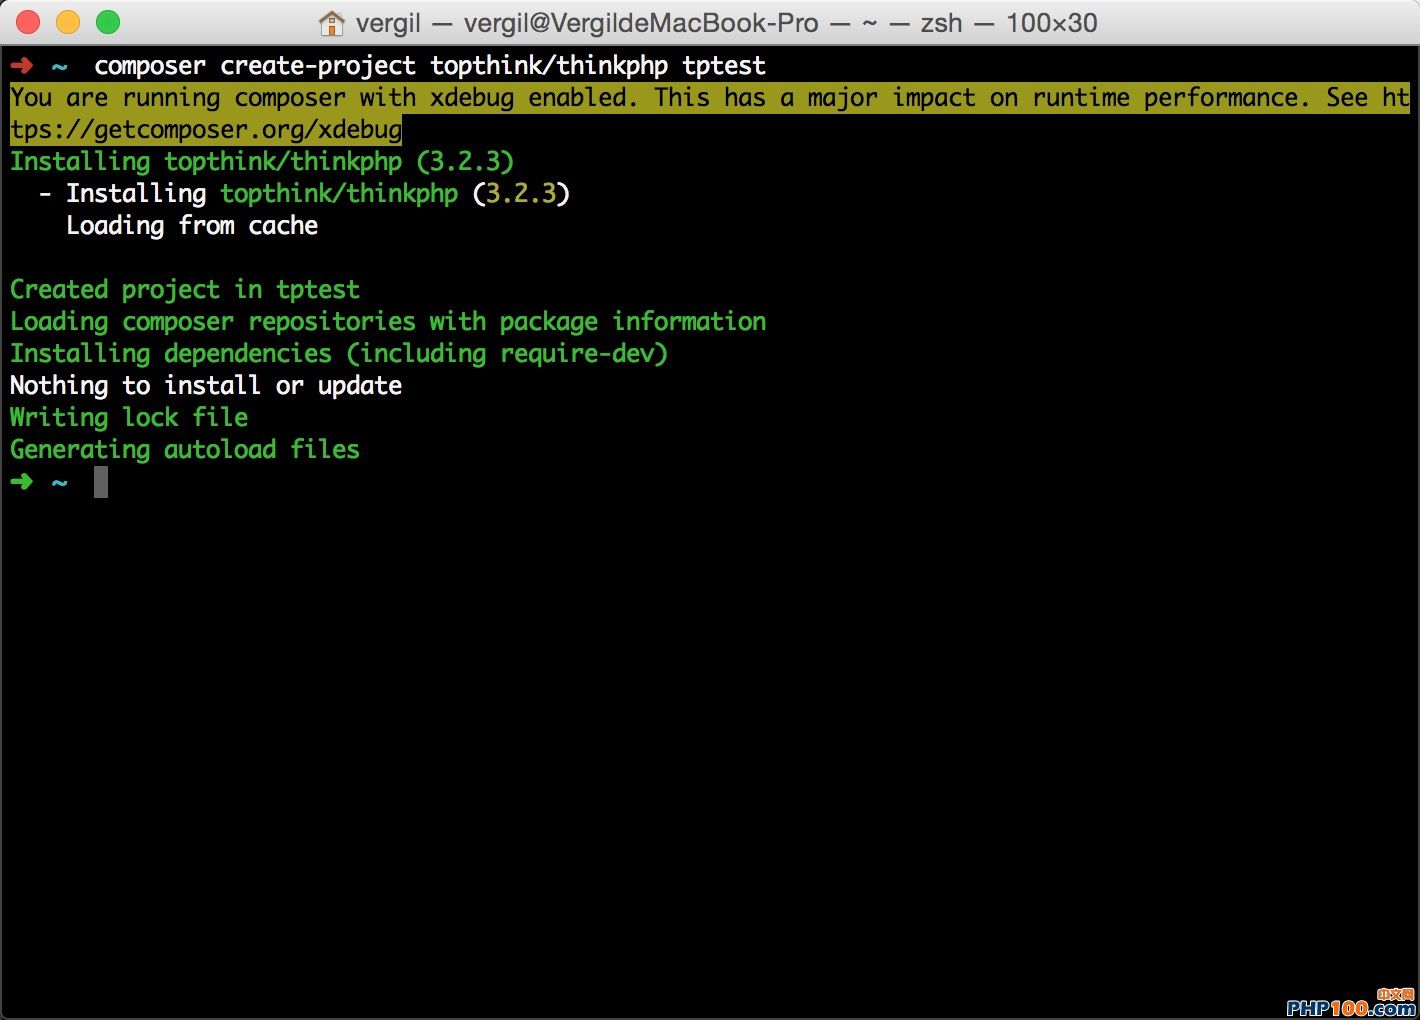 vergil — vergil@VergildeMacBook-Pro — ~ — zsh — 100×30
➜ ~ composer create-project topthink/thinkphp tptest
You are running composer with xdebug enabled. This has a major impact on runtime performance. See ht
tps://getcomposer.org/xdebug
Installing topthink/thinkphp (3.2.3)
- Installing topthink/thinkphp (3.2.3)
Loading from cache
Created project in tptest
Loading composer repositories with package information
Installing dependencies (including require-dev)
Nothing to install or update
Writing lock file
Generating autoload files
➜ ~
中文网
PHP100.com